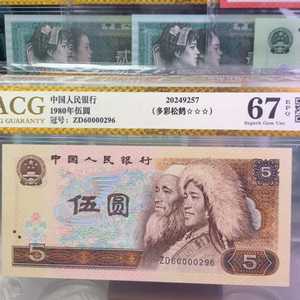 贰
ACG
GUARANTY
中国人民银行
1980年伍圆
冠号: ZD60000296
20249257
(多彩松鹤☆☆☆)
67
EPQ
Superb Gem Unc
中国人民银行
5
伍圆
5
ZD60000296